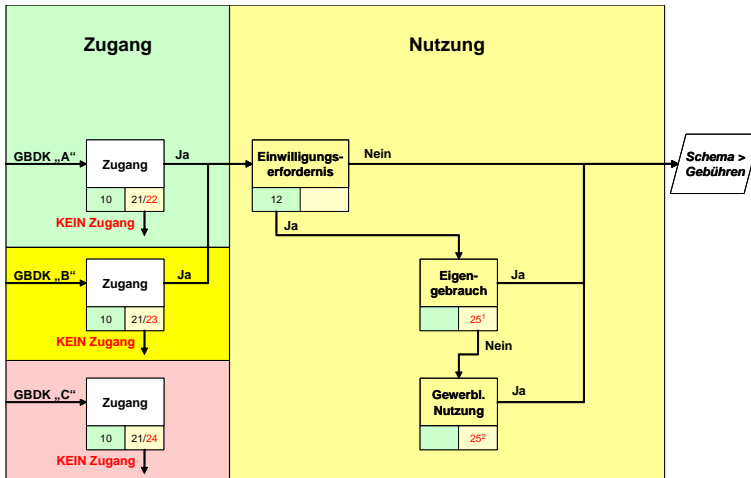 Zugang
Nutzung
GBDK „A“
Zugang
Ja
10
21/22
KEIN Zugang
Einwilligungs-
erfordernis
12
Nein
Ja
Schema >
Gebühren
GBDK „B“
Zugang
Ja
10
21/23
KEIN Zugang
Eigen-
gebrauch
25¹
Ja
Nein
GBDK „C“
Zugang
10
21/24
KEIN Zugang
Gewerbl.
Nutzung
25²
Ja